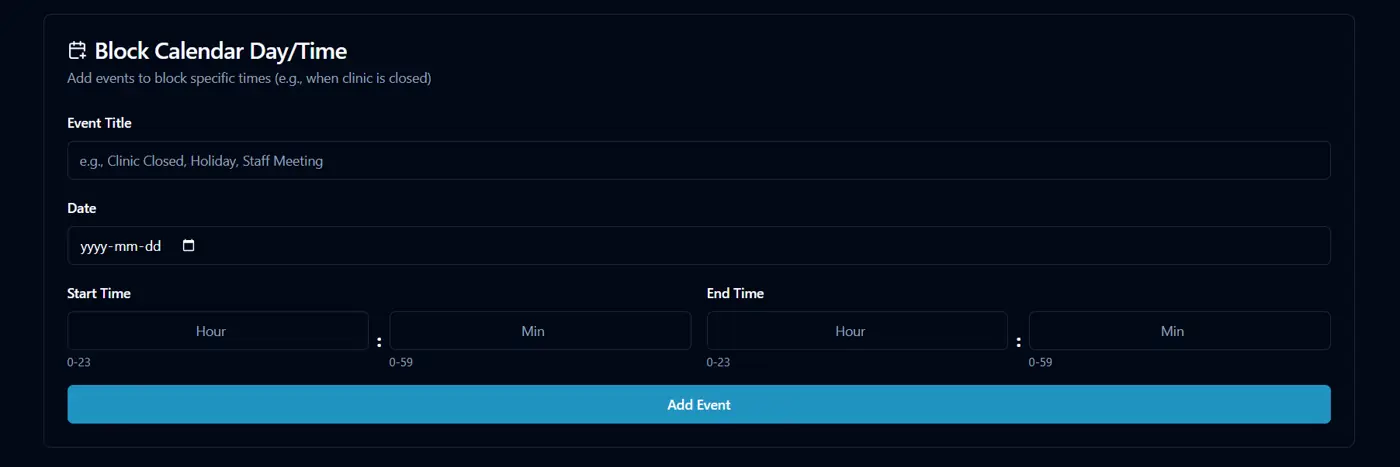 Block Calendar Day/Time
Add events to block specific times (e.g., when clinic is closed)
Event Title
e.g., Clinic Closed, Holiday, Staff Meeting
Date
yyyy-mm-dd
Start Time End Time
Hour : Min Hour : Min
0-23 0-59 0-23 0-59
Add Event